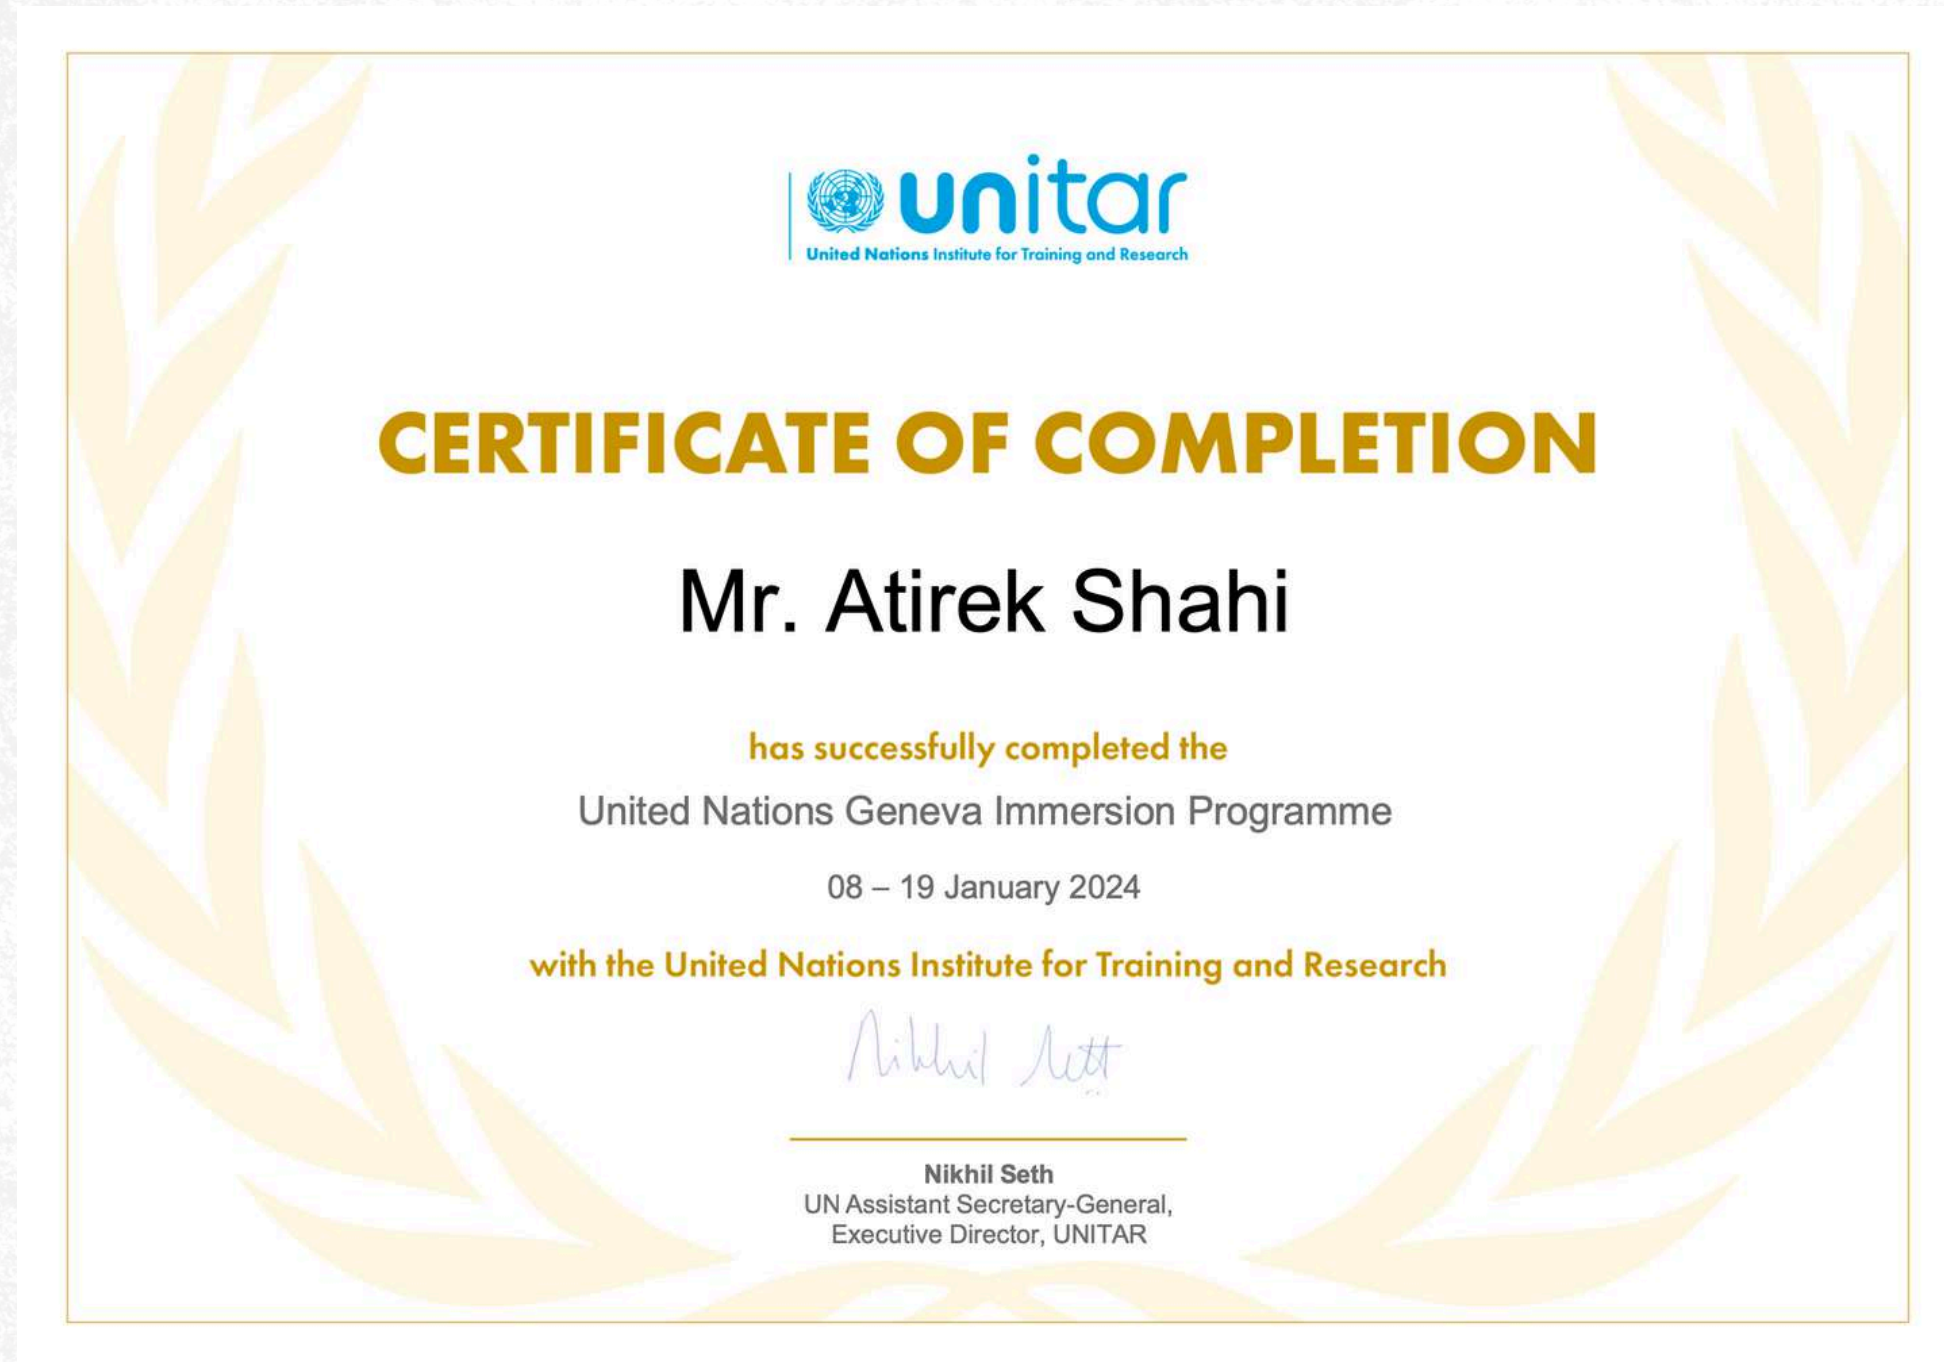 unitar
United Nations Institute for Training and Research
CERTIFICATE OF COMPLETION
Mr. Atirek Shahi
has successfully completed the
United Nations Geneva Immersion Programme
08 – 19 January 2024
with the United Nations Institute for Training and Research
Nikhil Seth
Nikhil Seth
UN Assistant Secretary-General,
Executive Director, UNITAR